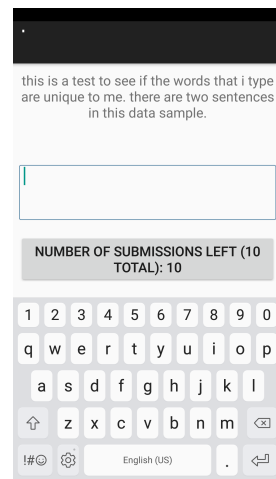 this is a test to see if the words that i type
are unique to me. there are two sentences
in this data sample.
NUMBER OF SUBMISSIONS LEFT (10
TOTAL): 10
1 2 3 4 5 6 7 8 9 0
q w e r t y u i o p
a s d f g h j k l
z x c v b n m
!#☺ English (US) .